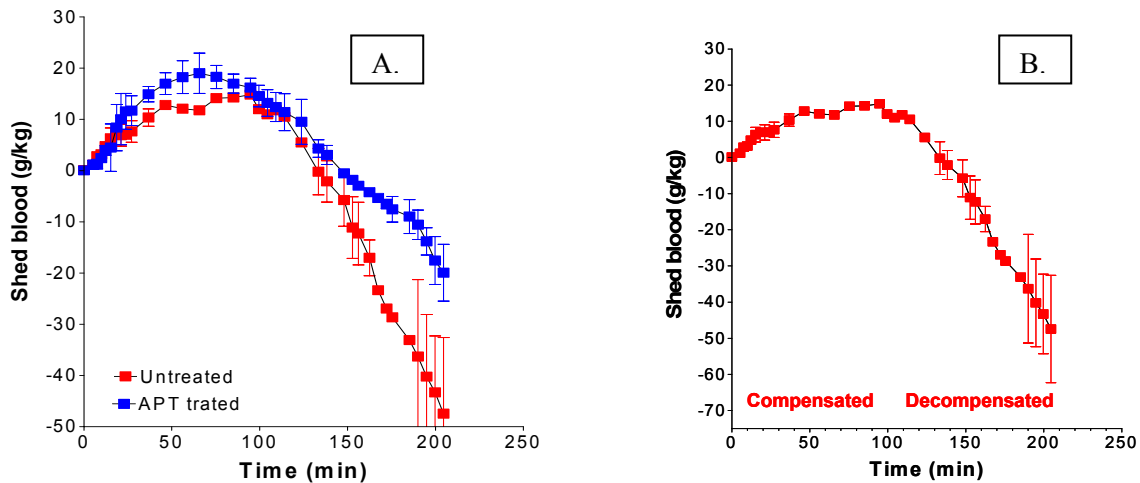 A.
Shed blood (g/kg)
30
20
10
0
-10
-20
-30
-40
-50
Untreated
APT trated
0 50 100 150 200 250
Time (min)
B.
Shed blood (g/kg)
30
20
10
0
-10
-20
-30
-40
-50
-60
-70
Compensated Decompensated
0 50 100 150 200 250
Time (min)